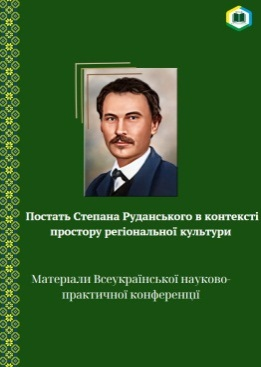 Постать Степана Руданського в контексті
простору регіональної культури
Матеріали Всеукраїнської науково-
практичної конференції